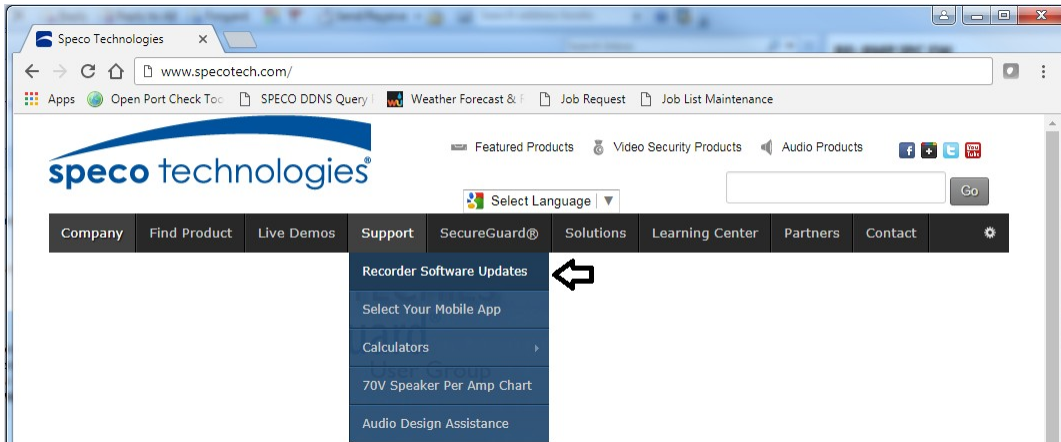 Speco Technologies
www.specotech.com/
Apps Open Port Check Too SPECO DDNS Query Weather Forecast & Job Request Job List Maintenance
speco technologies®
Featured Products Video Security Products Audio Products
Select Language
Go
Company Find Product Live Demos Support SecureGuard® Solutions Learning Center Partners Contact
Recorder Software Updates
Select Your Mobile App
Calculators
User Group
70V Speaker Per Amp Chart
Audio Design Assistance